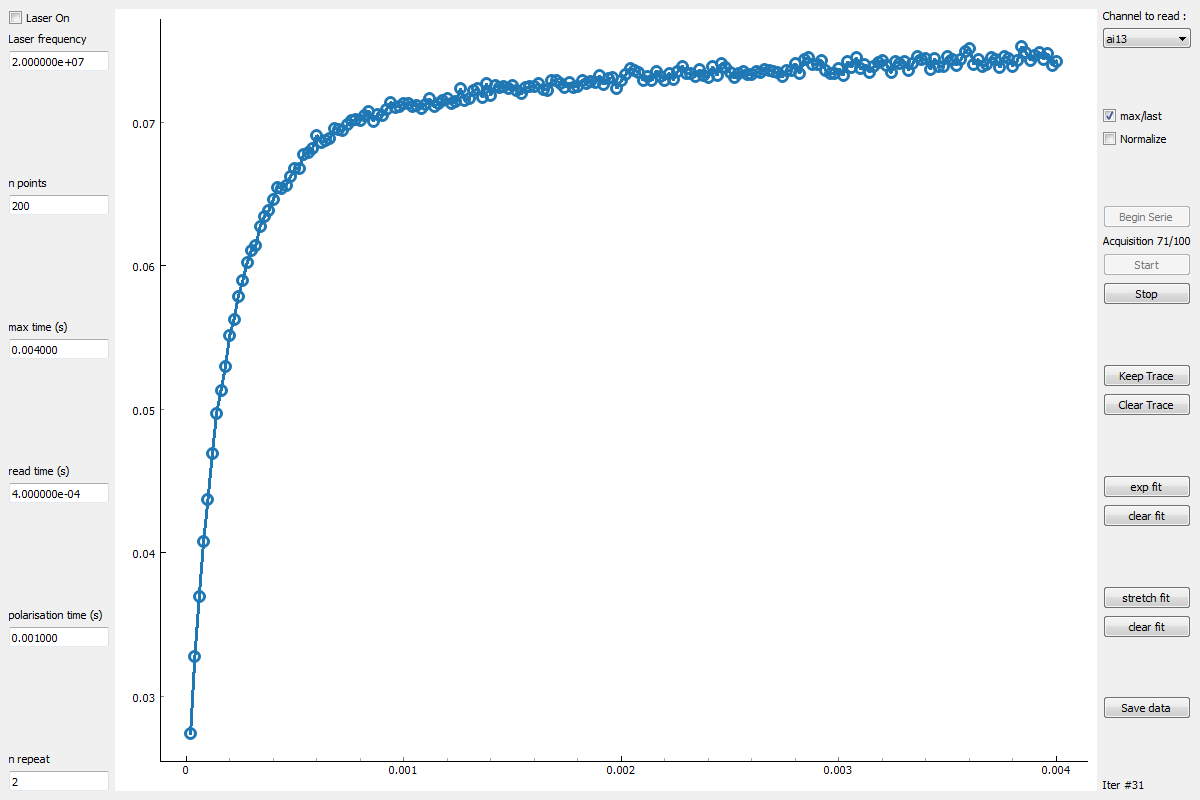 Laser On
Laser frequency
2.000000e+07
n points
200
max time (s)
0.004000
read time (s)
4.000000e-04
polarisation time (s)
0.001000
n repeat
2
0.07
0.06
0.05
0.04
0.03
0
0.001
0.002
0.003
0.004
Channel to read :
ai13
max/last
Normalize
Begin Serie
Acquisition 71/100
Start
Stop
Keep Trace
Clear Trace
exp fit
clear fit
stretch fit
clear fit
Save data
Iter #31